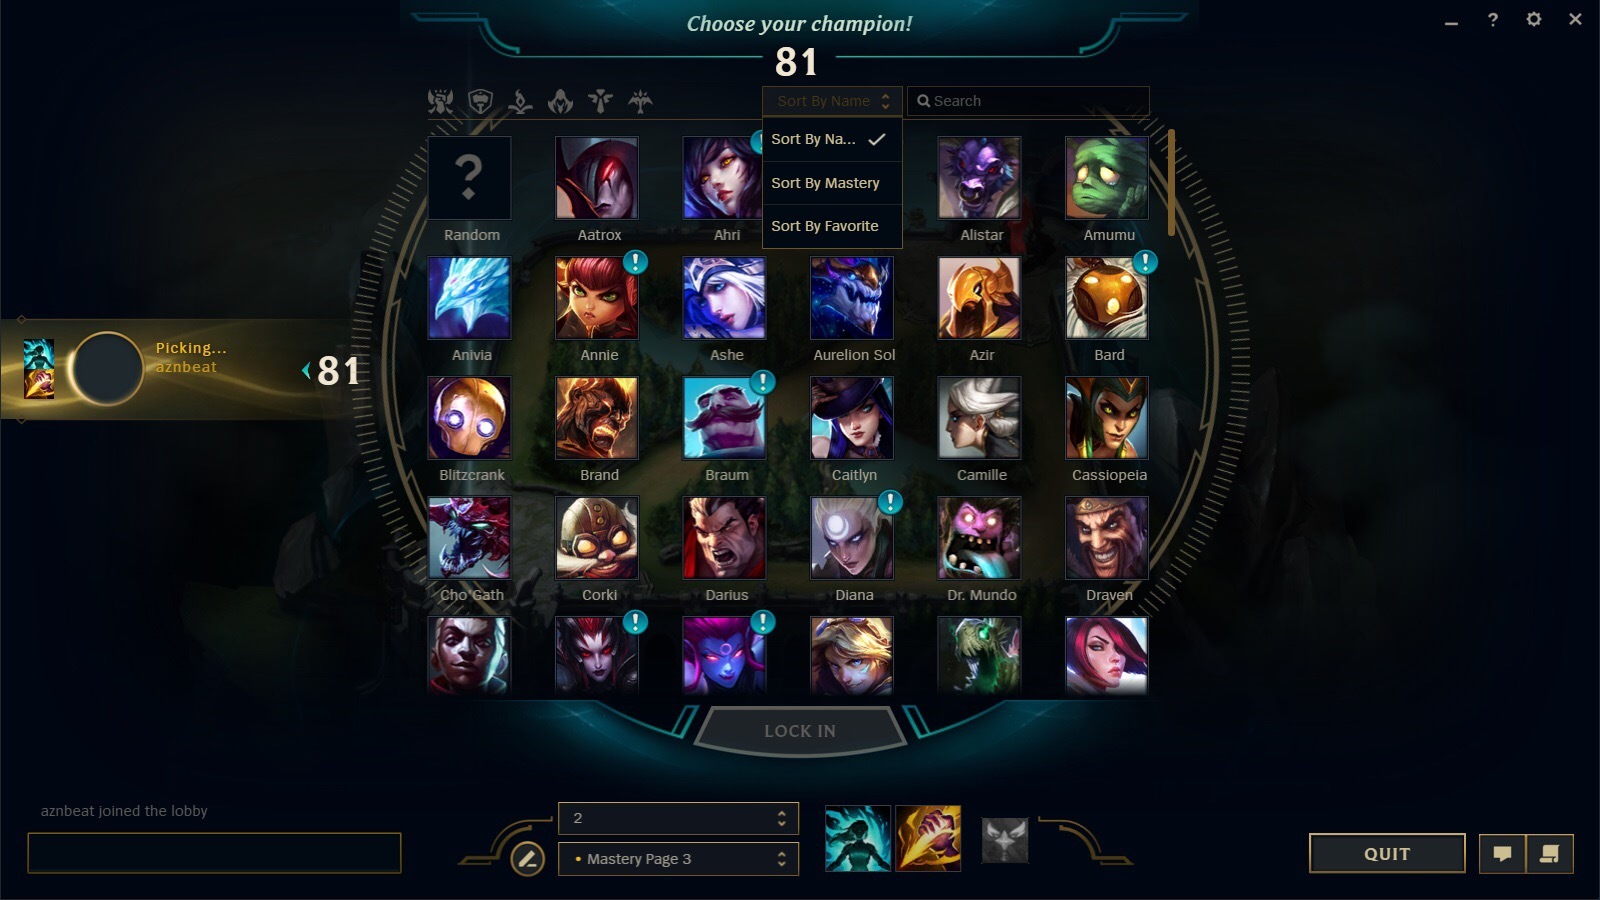 Choose your champion!
81
Sort By Name
Search
Sort By Na...
Sort By Mastery
Sort By Favorite
Random
Aatrox
Ahri
Alistar
Amumu
Anivia
Annie
Ashe
Aurelion Sol
Azir
Bard
Picking...
aznbeat
81
Blitzcrank
Brand
Braum
Caitlyn
Camille
Cassiopeia
Cho'Gath
Corki
Darius
Diana
Dr. Mundo
Draven
LOCK IN
aznbeat joined the lobby
2
• Mastery Page 3
QUIT